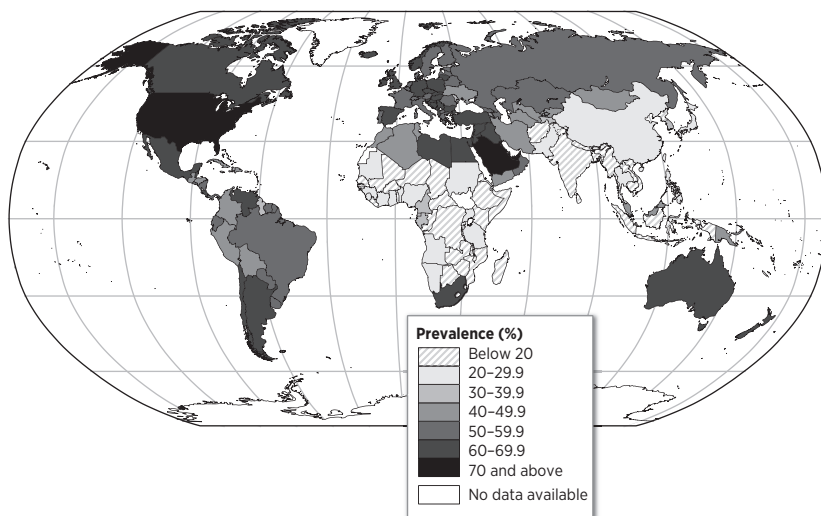 Prevalence (%)
Below 20
20–29.9
30–39.9
40–49.9
50–59.9
60–69.9
70 and above
No data available